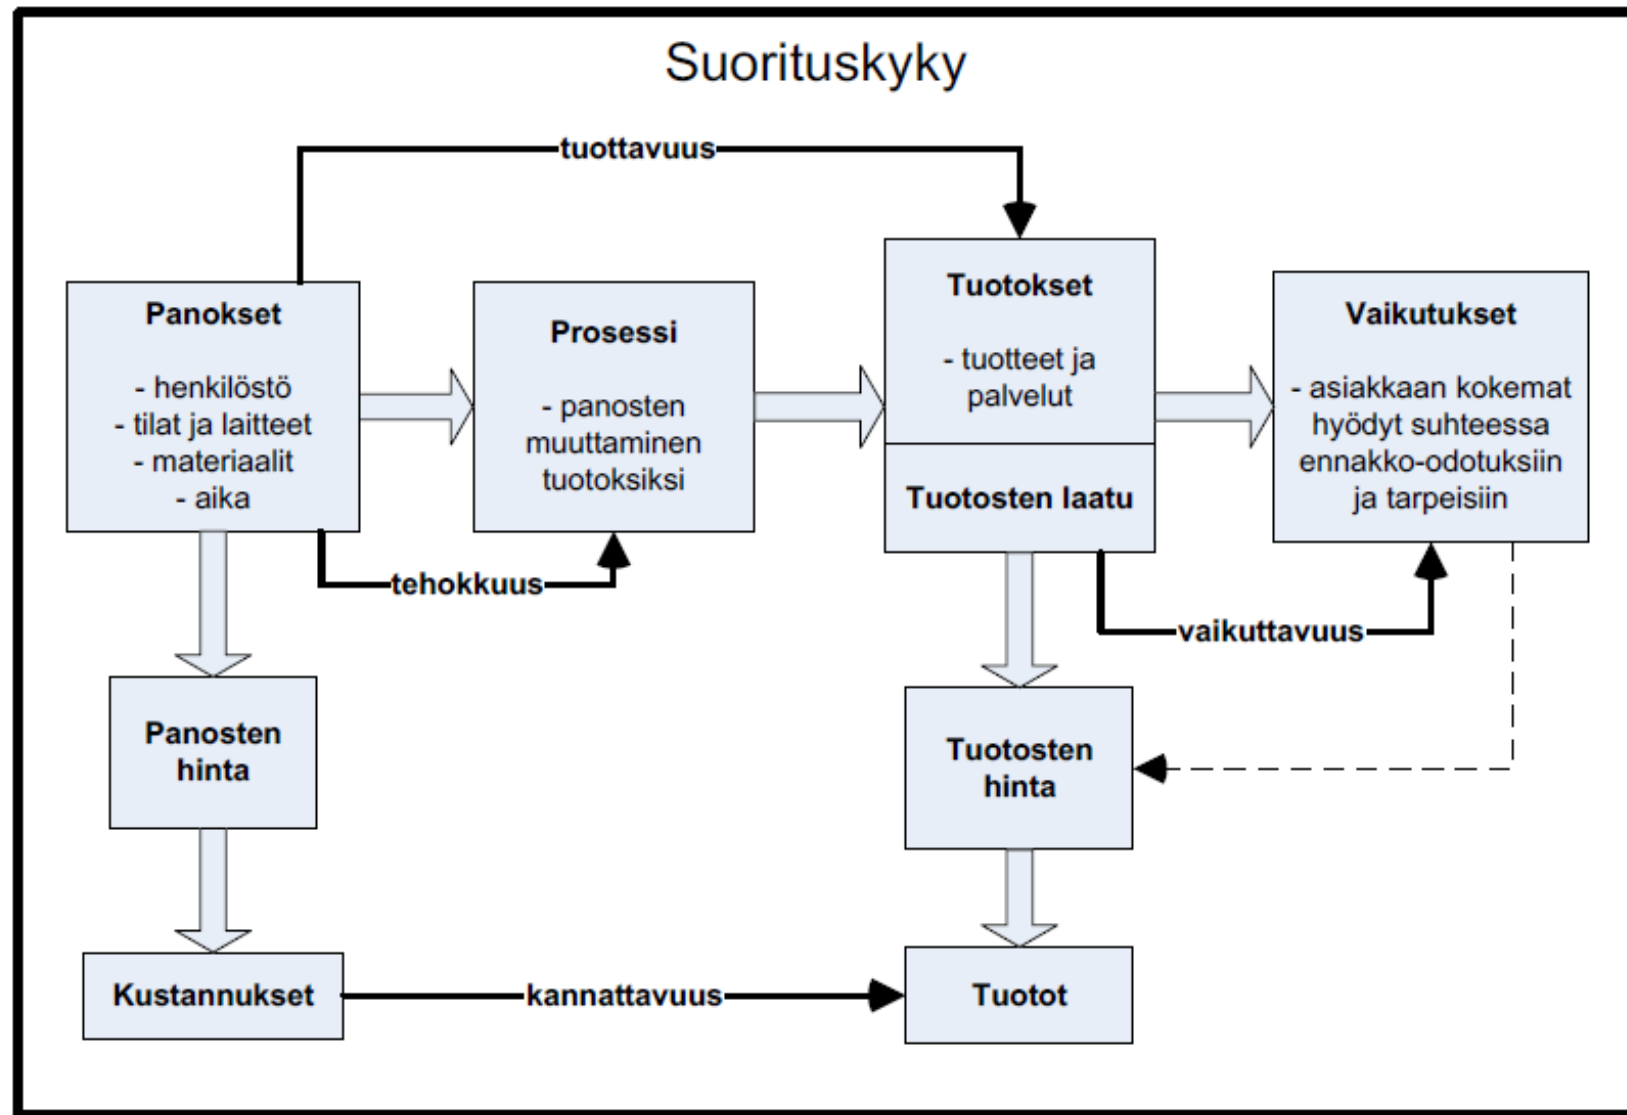 Suorituskyky
tuottavuus
Panokset
- henkilöstö
- tilat ja laitteet
- materiaalit
- aika
Prosessi
- panosten
muuttaminen
tuotoksiksi
Tuotokset
- tuotteet ja
palvelut
Tuotosten laatu
Vaikutukset
- asiakkaan kokemat
hyödyt suhteessa
ennakko-odotuksiin
ja tarpeisiin
tehokkuus
vaikuttavuus
Panosten
hinta
Tuotosten
hinta
Kustannukset
kannattavuus
Tuotot